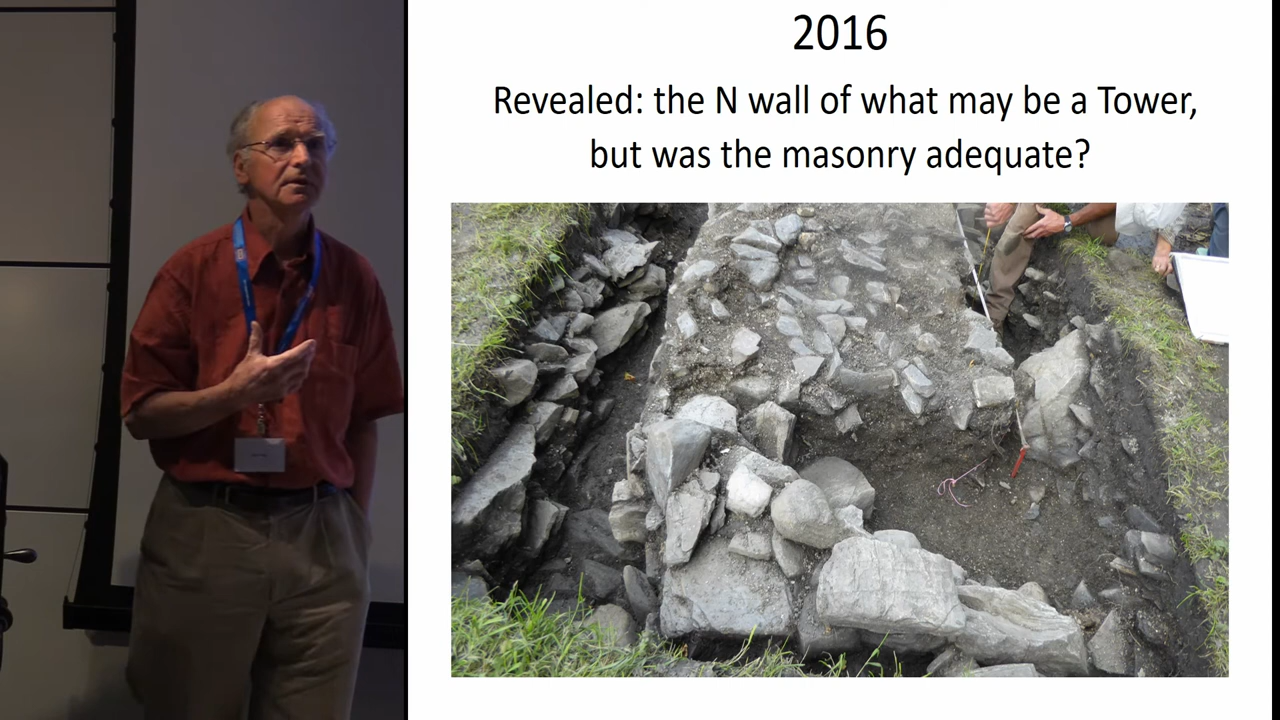 2016
Revealed: the N wall of what may be a Tower,
but was the masonry adequate?